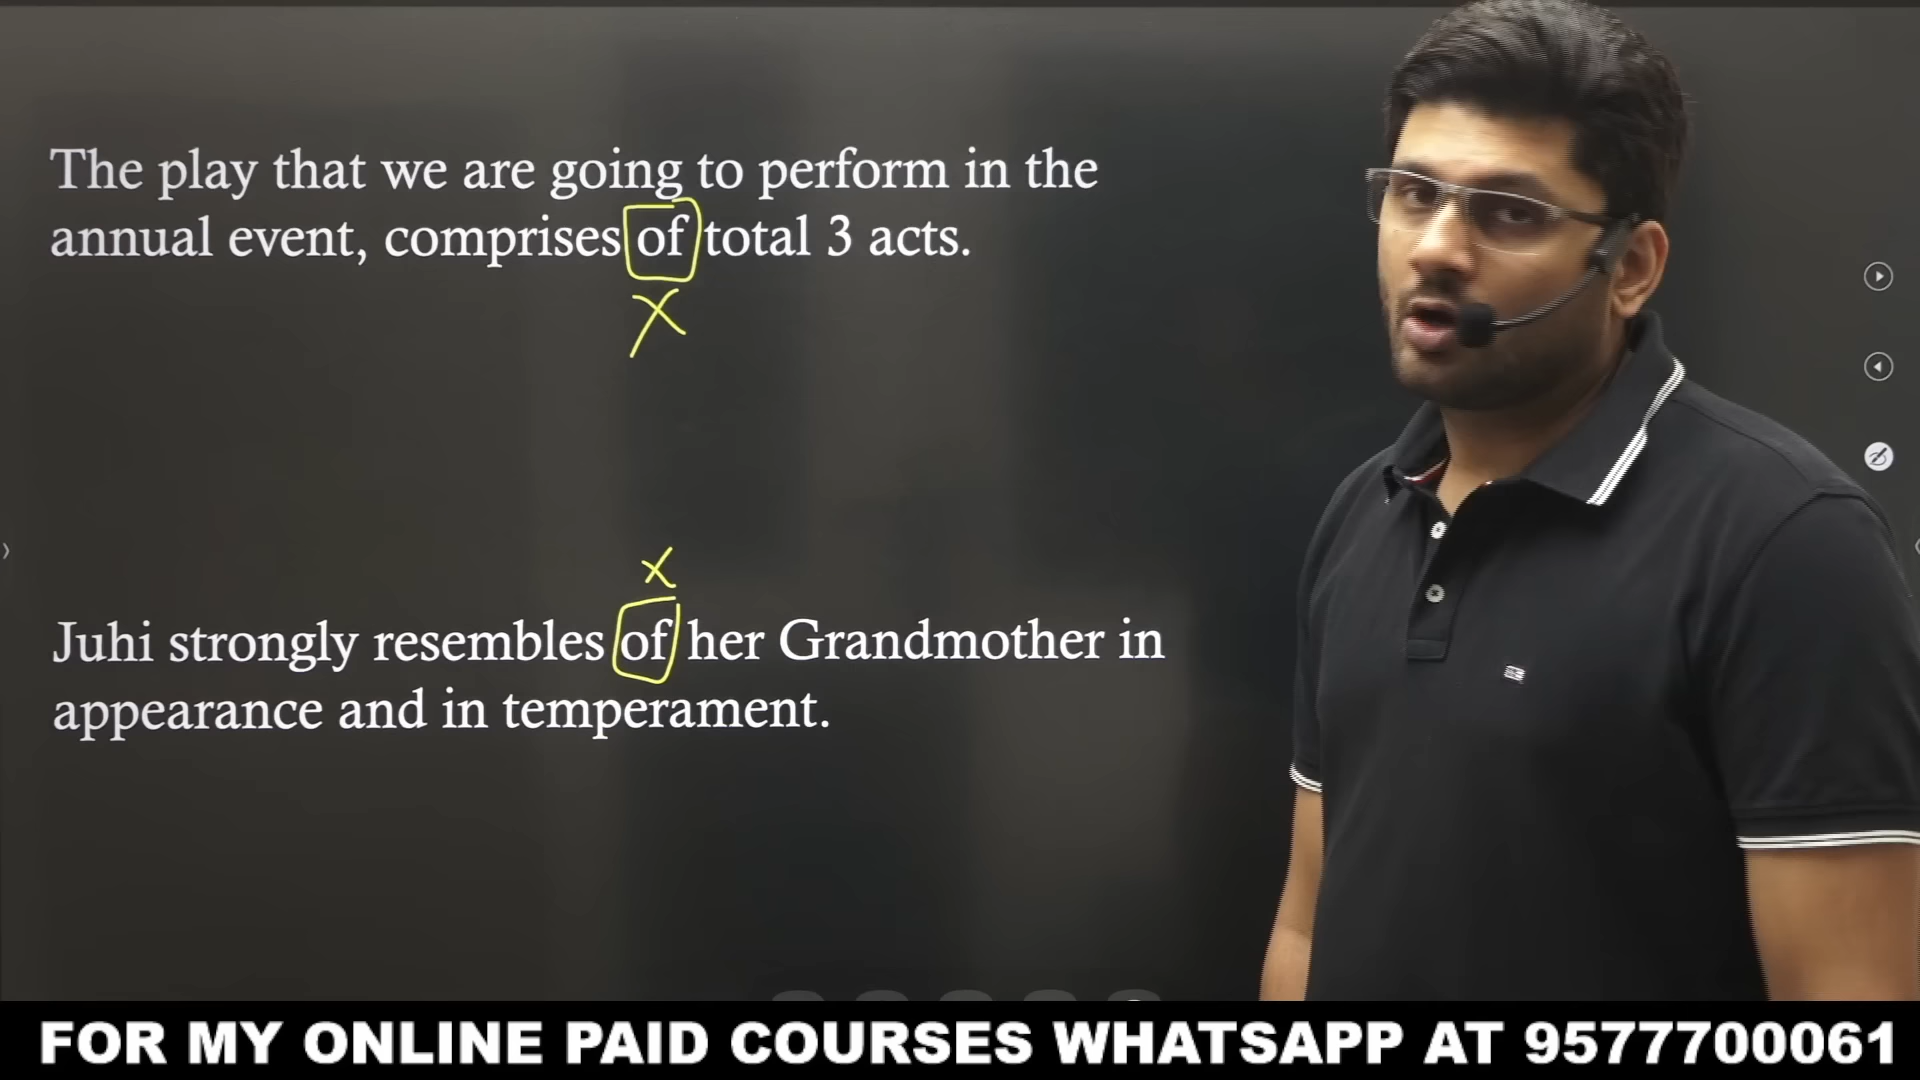 The play that we are going to perform in the
annual event, comprises of total 3 acts.
X
x
Juhi strongly resembles of her Grandmother in
appearance and in temperament.
FOR MY ONLINE PAID COURSES WHATSAPP AT 9577700061